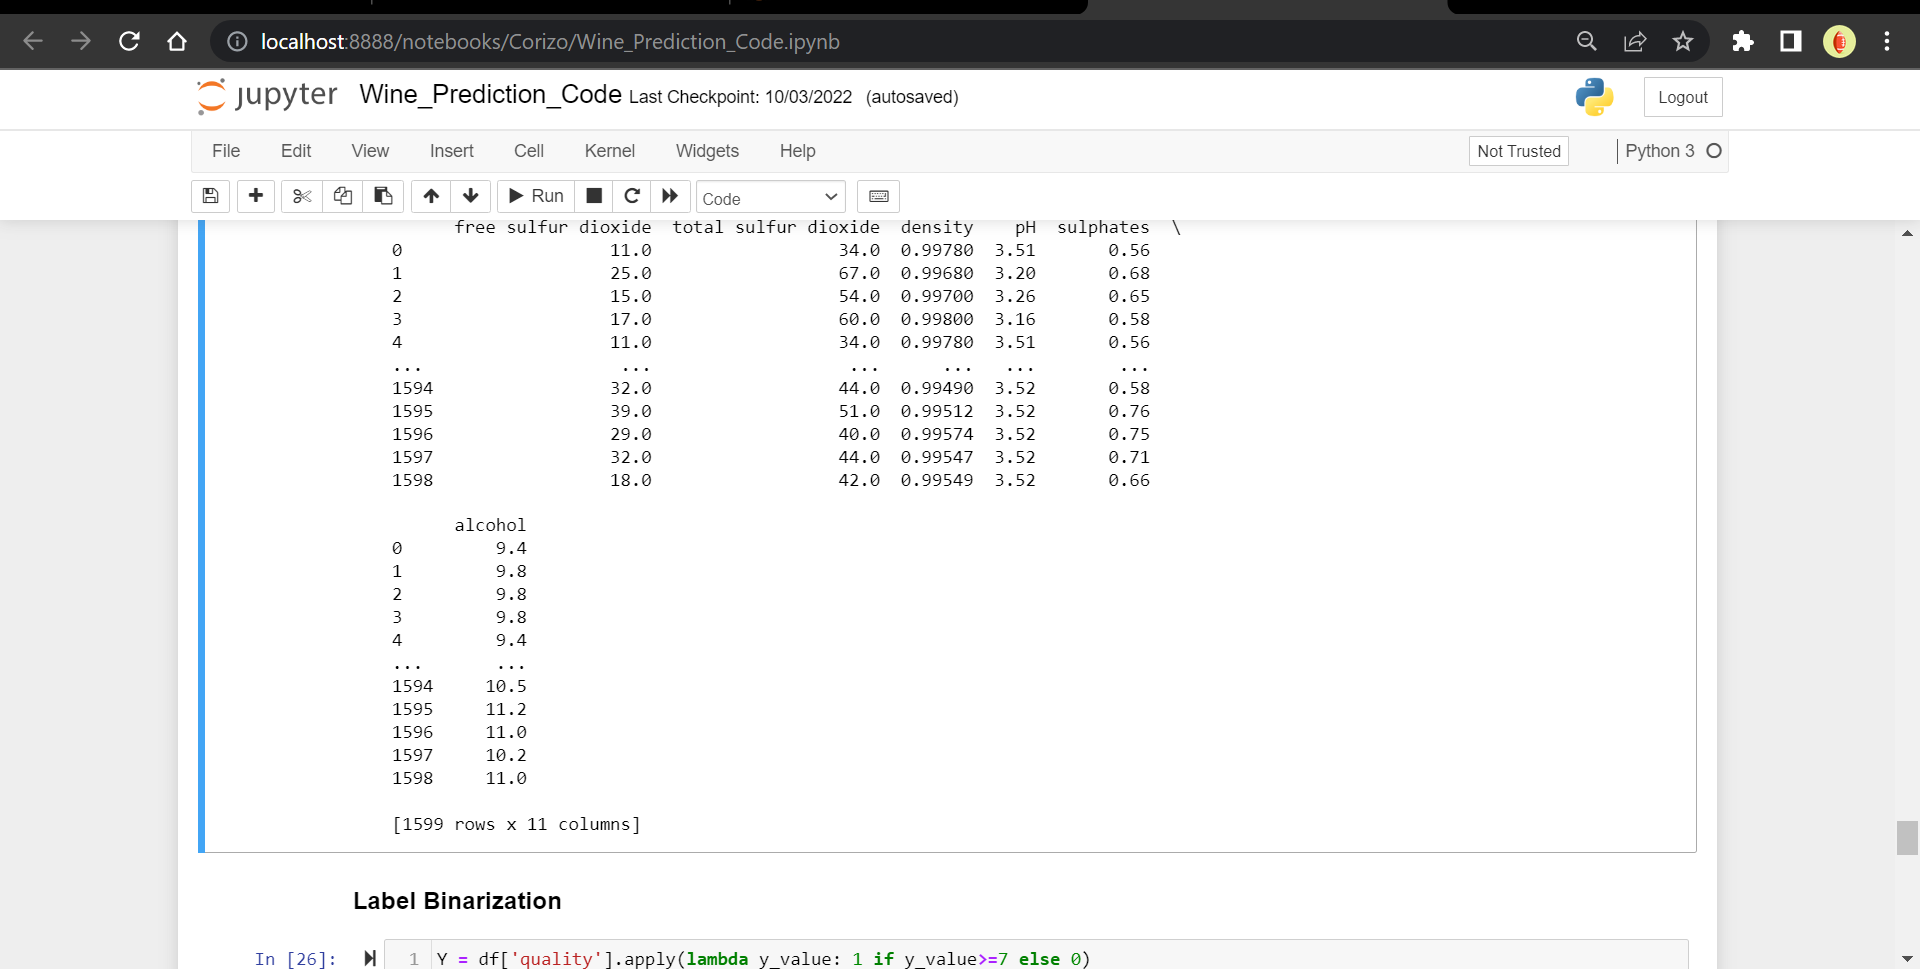 localhost:8888/notebooks/Corizo/Wine_Prediction_Code.ipynb
jupyter Wine_Prediction_Code Last Checkpoint: 10/03/2022 (autosaved) Logout
File Edit View Insert Cell Kernel Widgets Help Not Trusted Python 3
Run Code
free sulfur dioxide total sulfur dioxide density pH sulphates \
0 11.0 34.0 0.99780 3.51 0.56
1 25.0 67.0 0.99680 3.20 0.68
2 15.0 54.0 0.99700 3.26 0.65
3 17.0 60.0 0.99800 3.16 0.58
4 11.0 34.0 0.99780 3.51 0.56
... ... ... ... ... ...
1594 32.0 44.0 0.99490 3.52 0.58
1595 39.0 51.0 0.99512 3.52 0.76
1596 29.0 40.0 0.99574 3.52 0.75
1597 32.0 44.0 0.99547 3.52 0.71
1598 18.0 42.0 0.99549 3.52 0.66
alcohol
0 9.4
1 9.8
2 9.8
3 9.8
4 9.4
... ...
1594 10.5
1595 11.2
1596 11.0
1597 10.2
1598 11.0
[1599 rows x 11 columns]
Label Binarization
In [26]: 1 Y = df['quality'].apply(lambda y_value: 1 if y_value>=7 else 0)